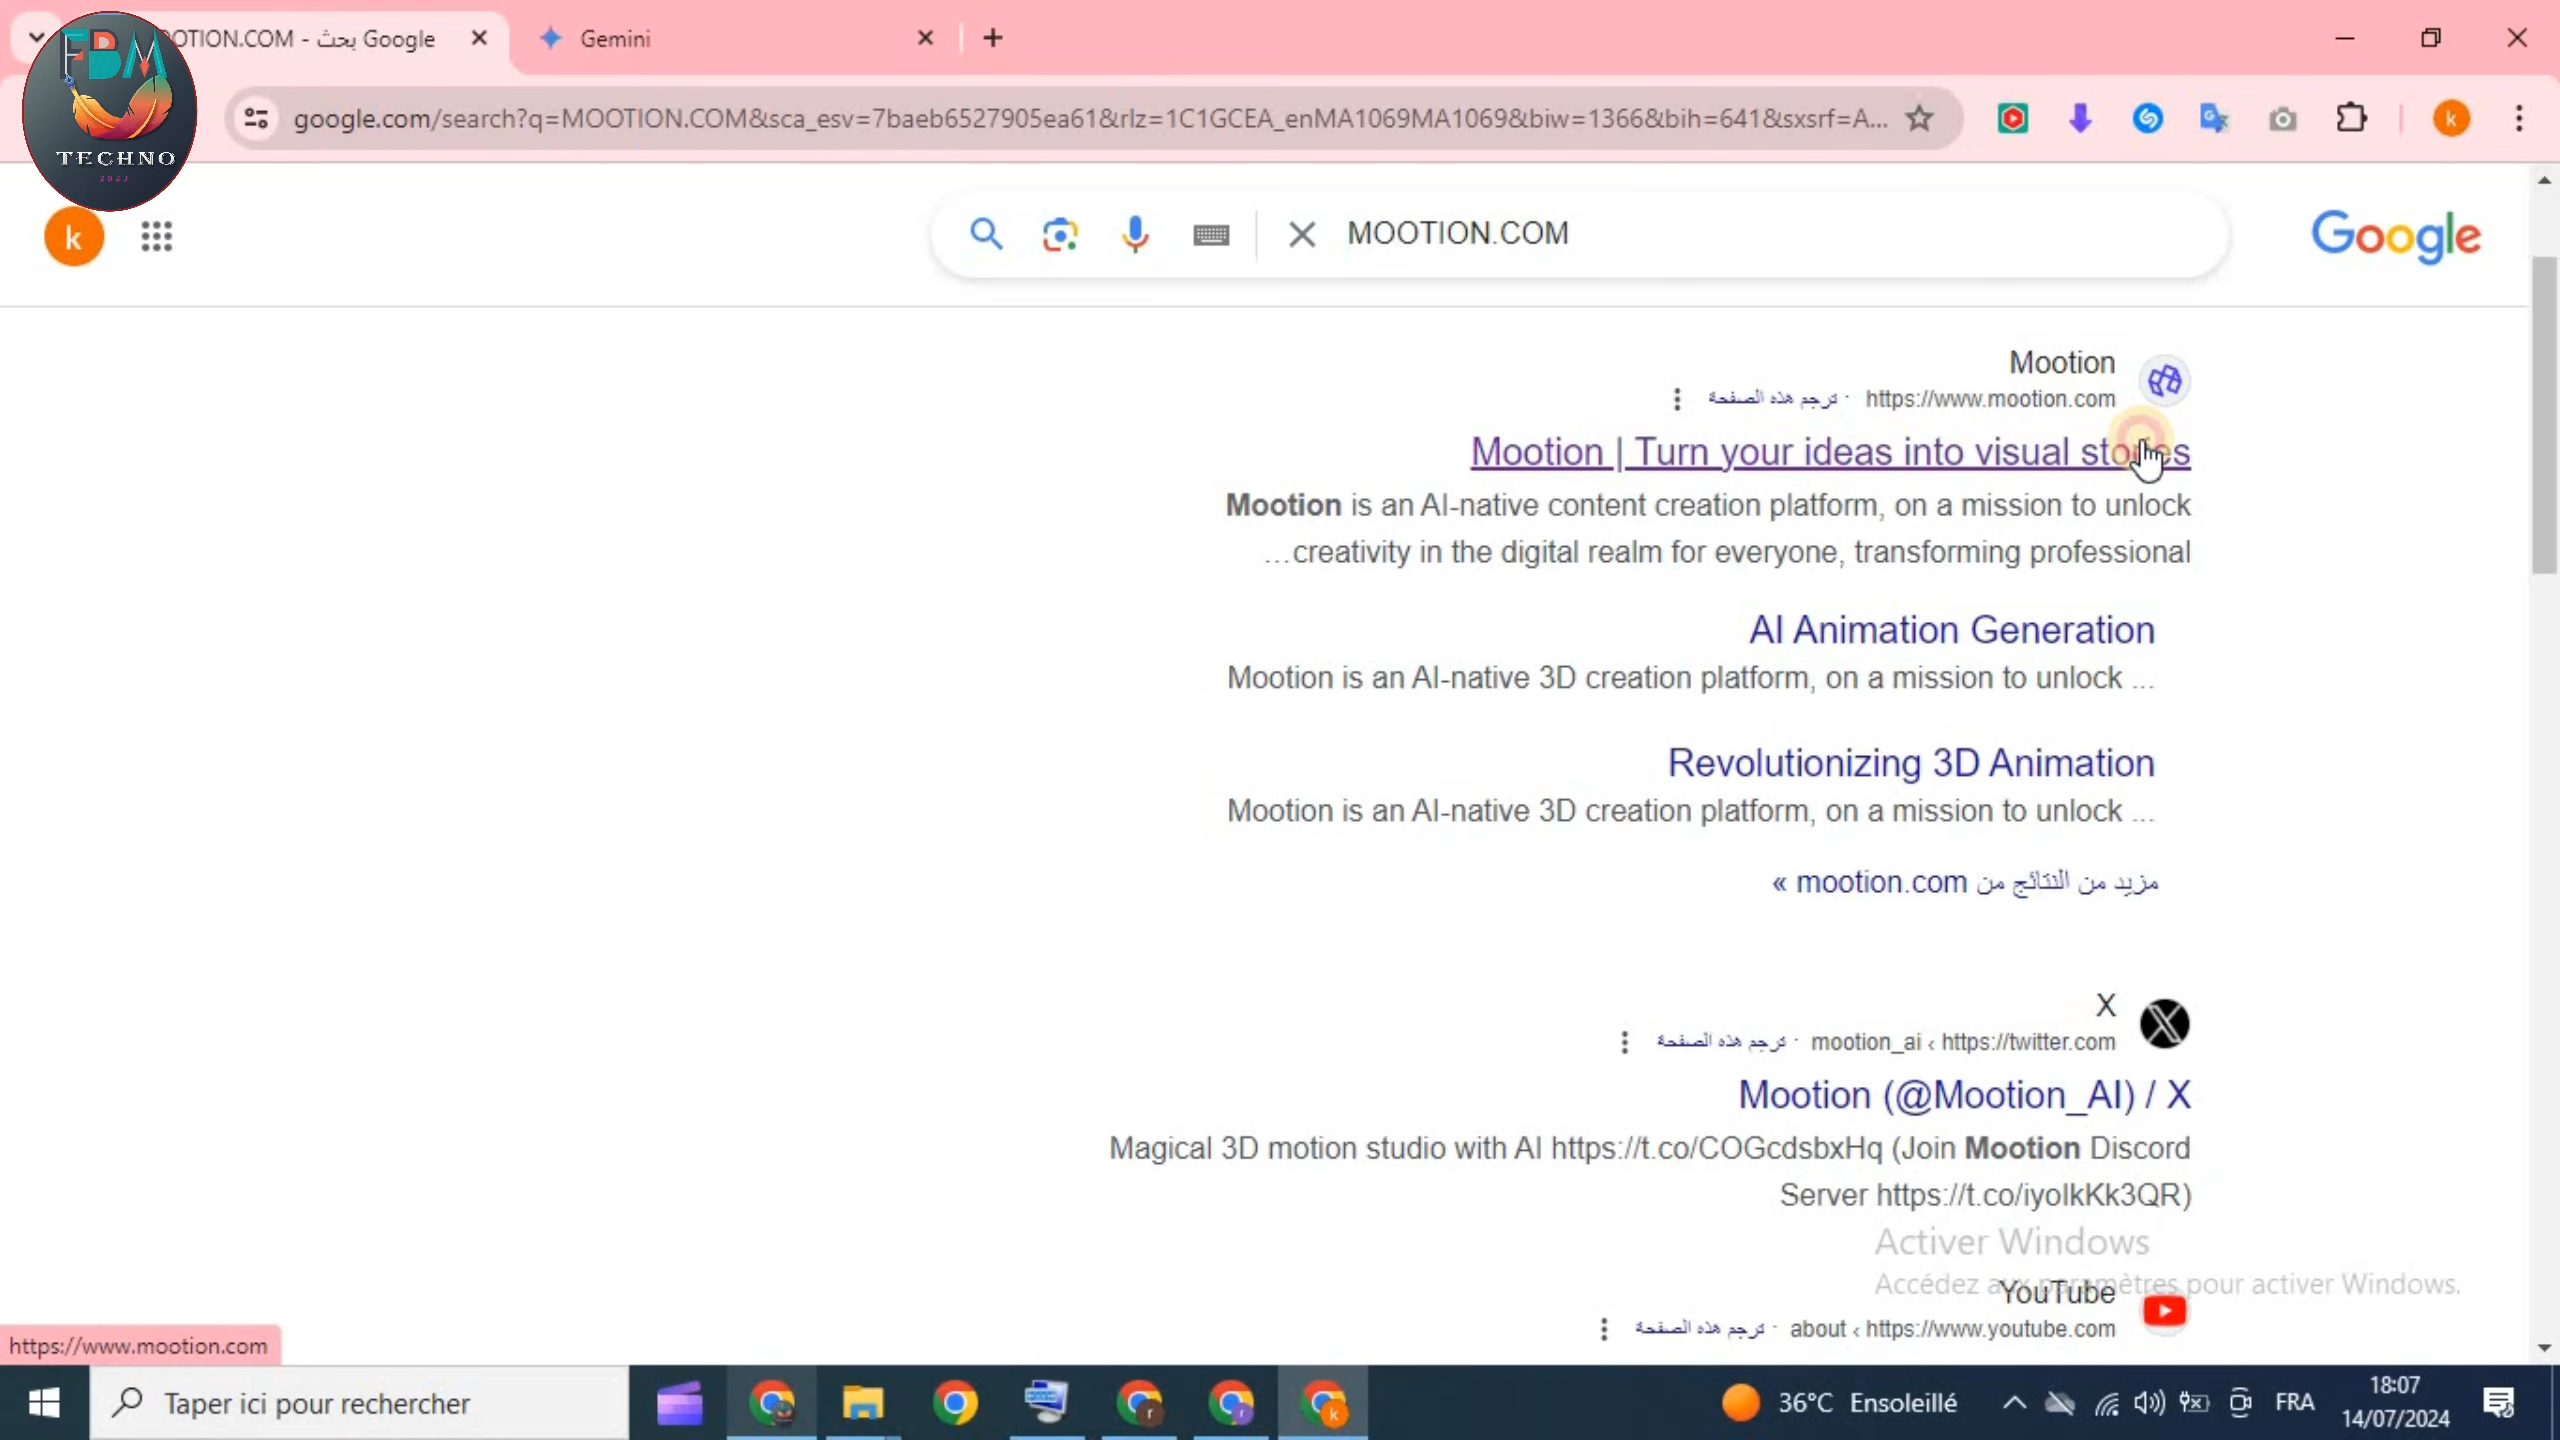 OTION.COM - بحث Google
Gemini
FBM
TECHNO
2023
google.com/search?q=MOOTION.COM&sca_esv=7baeb6527905ea61&rlz=1C1GCEA_enMA1069MA1069&biw=1366&bih=641&sxsrf=A...
k
k
MOOTION.COM
Google
Mootion
https://www.mootion.com · ترجم هذه الصفحة
Mootion | Turn your ideas into visual stories
Mootion is an AI-native content creation platform, on a mission to unlock
...creativity in the digital realm for everyone, transforming professional
AI Animation Generation
Mootion is an AI-native 3D creation platform, on a mission to unlock ...
Revolutionizing 3D Animation
Mootion is an AI-native 3D creation platform, on a mission to unlock ...
مزيد من النتائج من mootion.com »
X
https://twitter.com › mootion_ai · ترجم هذه الصفحة
Mootion (@Mootion_AI) / X
Magical 3D motion studio with AI https://t.co/COGcdsbxHq (Join Mootion Discord
Server https://t.co/iyolkKk3QR)
Activer Windows
Accédez aux paramètres pour activer Windows.
YouTube
https://www.youtube.com › about · ترجم هذه الصفحة
https://www.mootion.com
Taper ici pour rechercher
r
r
k
36°C Ensoleillé
FRA
18:07
14/07/2024